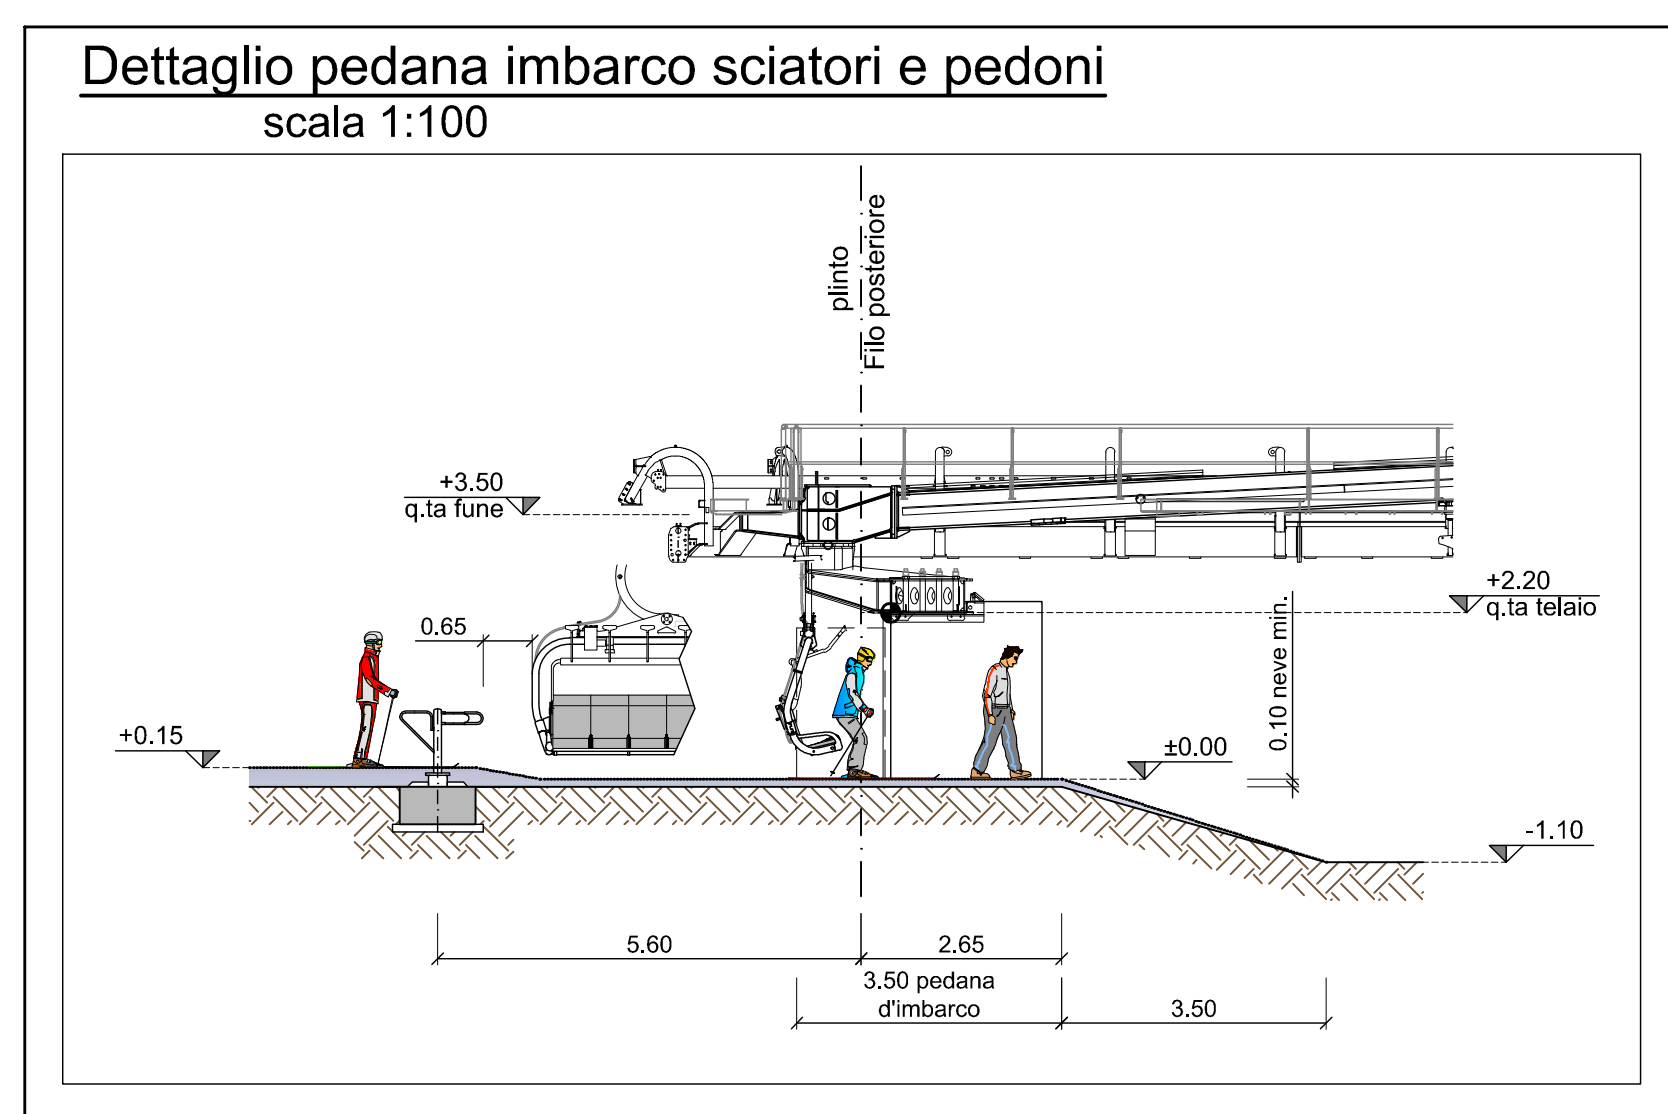 Dettaglio pedana imbarco sciatori e pedoni
scala 1:100
plinto
Filo posteriore
+3.50
q.ta fune
+2.20
q.ta telaio
0.65
0.10 neve min.
+0.15
±0.00
-1.10
5.60
2.65
3.50 pedana
d'imbarco
3.50